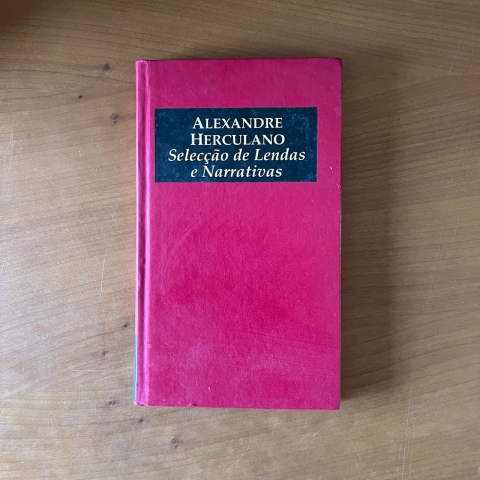 ALEXANDRE
HERCULANO
Selecção de Lendas
e Narrativas